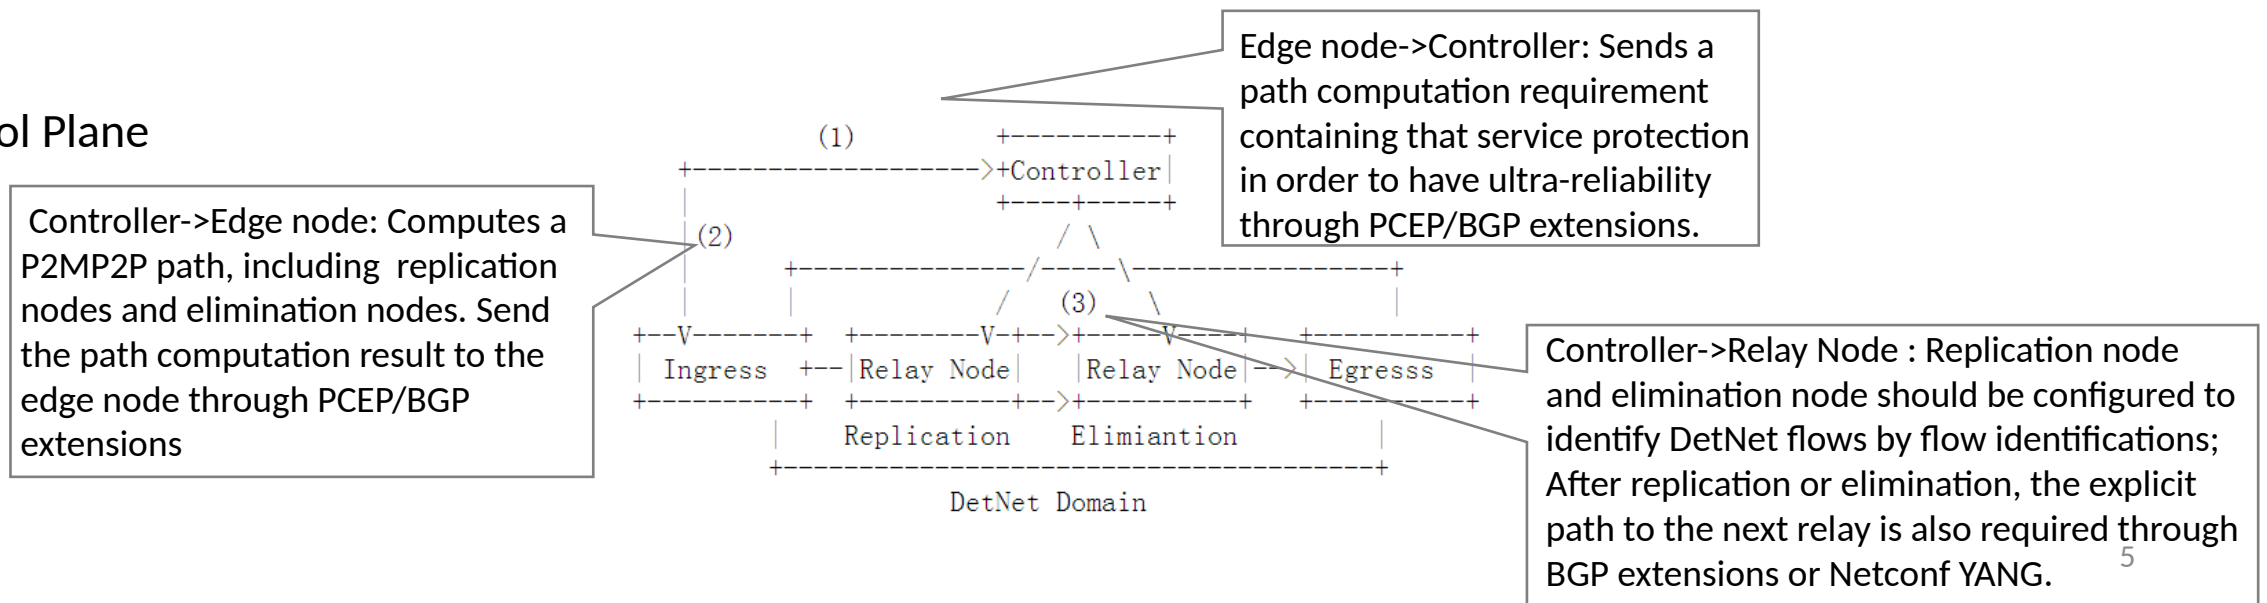 Edge node->Controller: Sends a
path computation requirement
containing that service protection
in order to have ultra-reliability
through PCEP/BGP extensions.
ol Plane
Controller->Edge node: Computes a
P2MP2P path, including replication
nodes and elimination nodes. Send
the path computation result to the
edge node through PCEP/BGP
extensions
(1)
Controller
(2)
(3)
Ingress
Relay Node
Relay Node
Egresss
Replication
Elimiantion
DetNet Domain
Controller->Relay Node : Replication node
and elimination node should be configured to
identify DetNet flows by flow identifications;
After replication or elimination, the explicit
path to the next relay is also required through
BGP extensions or Netconf YANG.
5